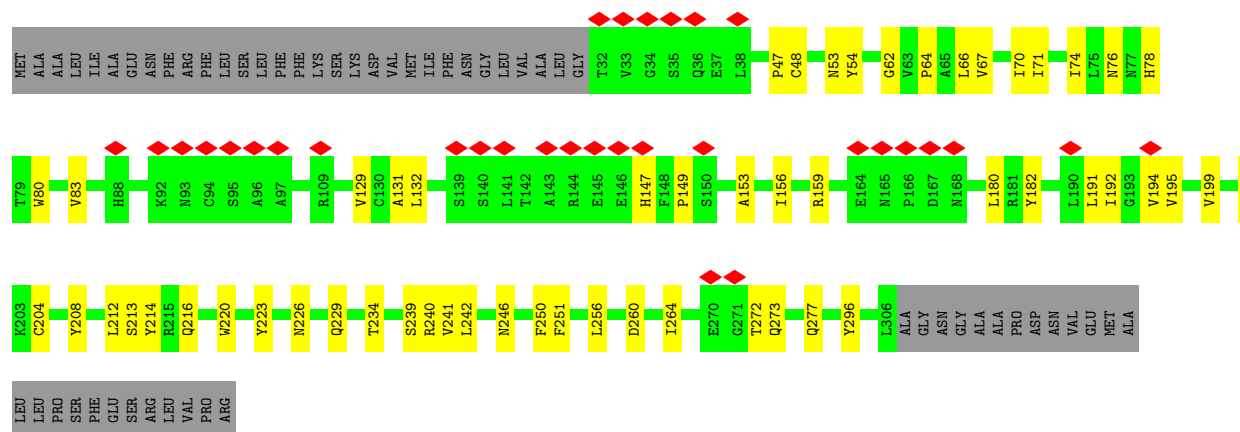 MET ALA ALA LEU ILE ALA GLU ASN PHE ARG PHE LEU SER LEU PHE PHE LYS SER LYS ASP VAL MET ILE PHE ASN GLY LEU VAL ALA LEU GLY T32 V33 G34 S35 Q36 E37 L38 P47 C48 N53 Y54 G62 V63 P64 A65 L66 V67 I70 I71 I74 L75 N76 N77 H78
T79 W80 V83 H88 K92 N93 C94 S95 A96 A97 R109 V129 C130 A131 L132 S139 S140 L141 T142 A143 R144 E145 E146 H147 F148 P149 S150 A153 I156 R159 E164 N165 P166 D167 N168 L180 R181 Y182 L190 L191 I192 G193 V194 V195 V199
K203 C204 Y208 L212 S213 Y214 R215 Q216 W220 Y223 N226 Q229 T234 S239 R240 V241 L242 N246 F250 F251 L256 D260 I264 E270 G271 T272 Q273 Q277 Y296 L306 ALA GLY ASN GLY ALA ALA PRO ASP ASN VAL GLU MET ALA
LEU LEU PRO SER PHE GLU SER ARG LEU VAL PRO ARG